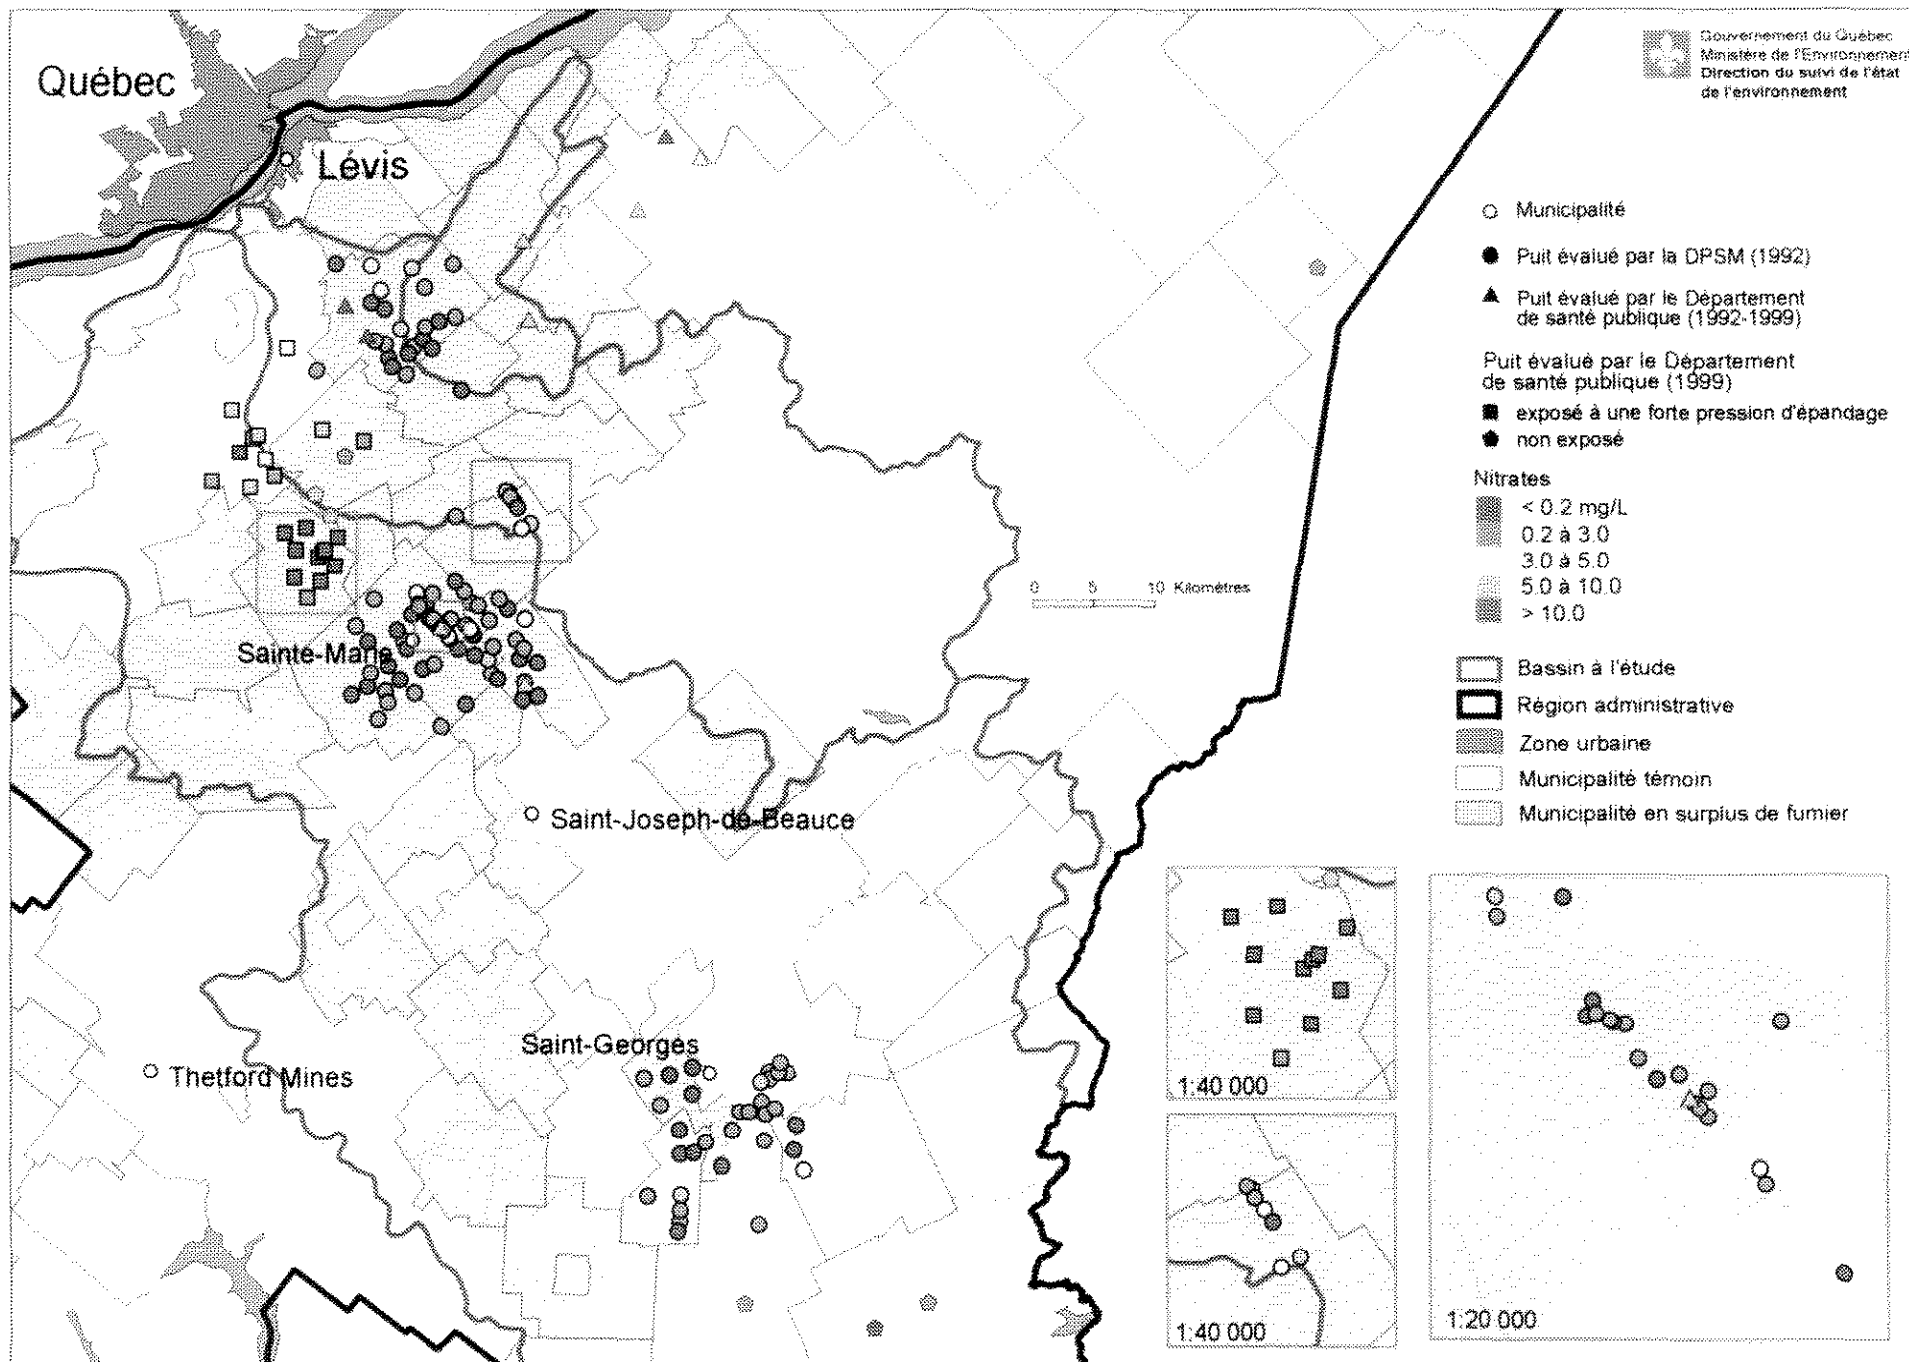 Québec
Lévis
Gouvernement du Québec
Ministère de l'Environnement
Direction du suivi de l'état
de l'environnement
Municipalité
Puit évalué par la DPSM (1992)
Puit évalué par le Département
de santé publique (1992-1999)
Puit évalué par le Département
de santé publique (1999)
exposé à une forte pression d'épandage
non exposé
Nitrates
< 0.2 mg/L
0.2 à 3.0
3.0 à 5.0
5.0 à 10.0
> 10.0
Bassin à l'étude
Région administrative
Zone urbaine
Municipalité témoin
Municipalité en surplus de fumier
0 5 10 Kilomètres
Sainte-Marie
Saint-Joseph-de-Beauce
Saint-Georges
Thetford Mines
1:40 000
1:40 000
1:20 000